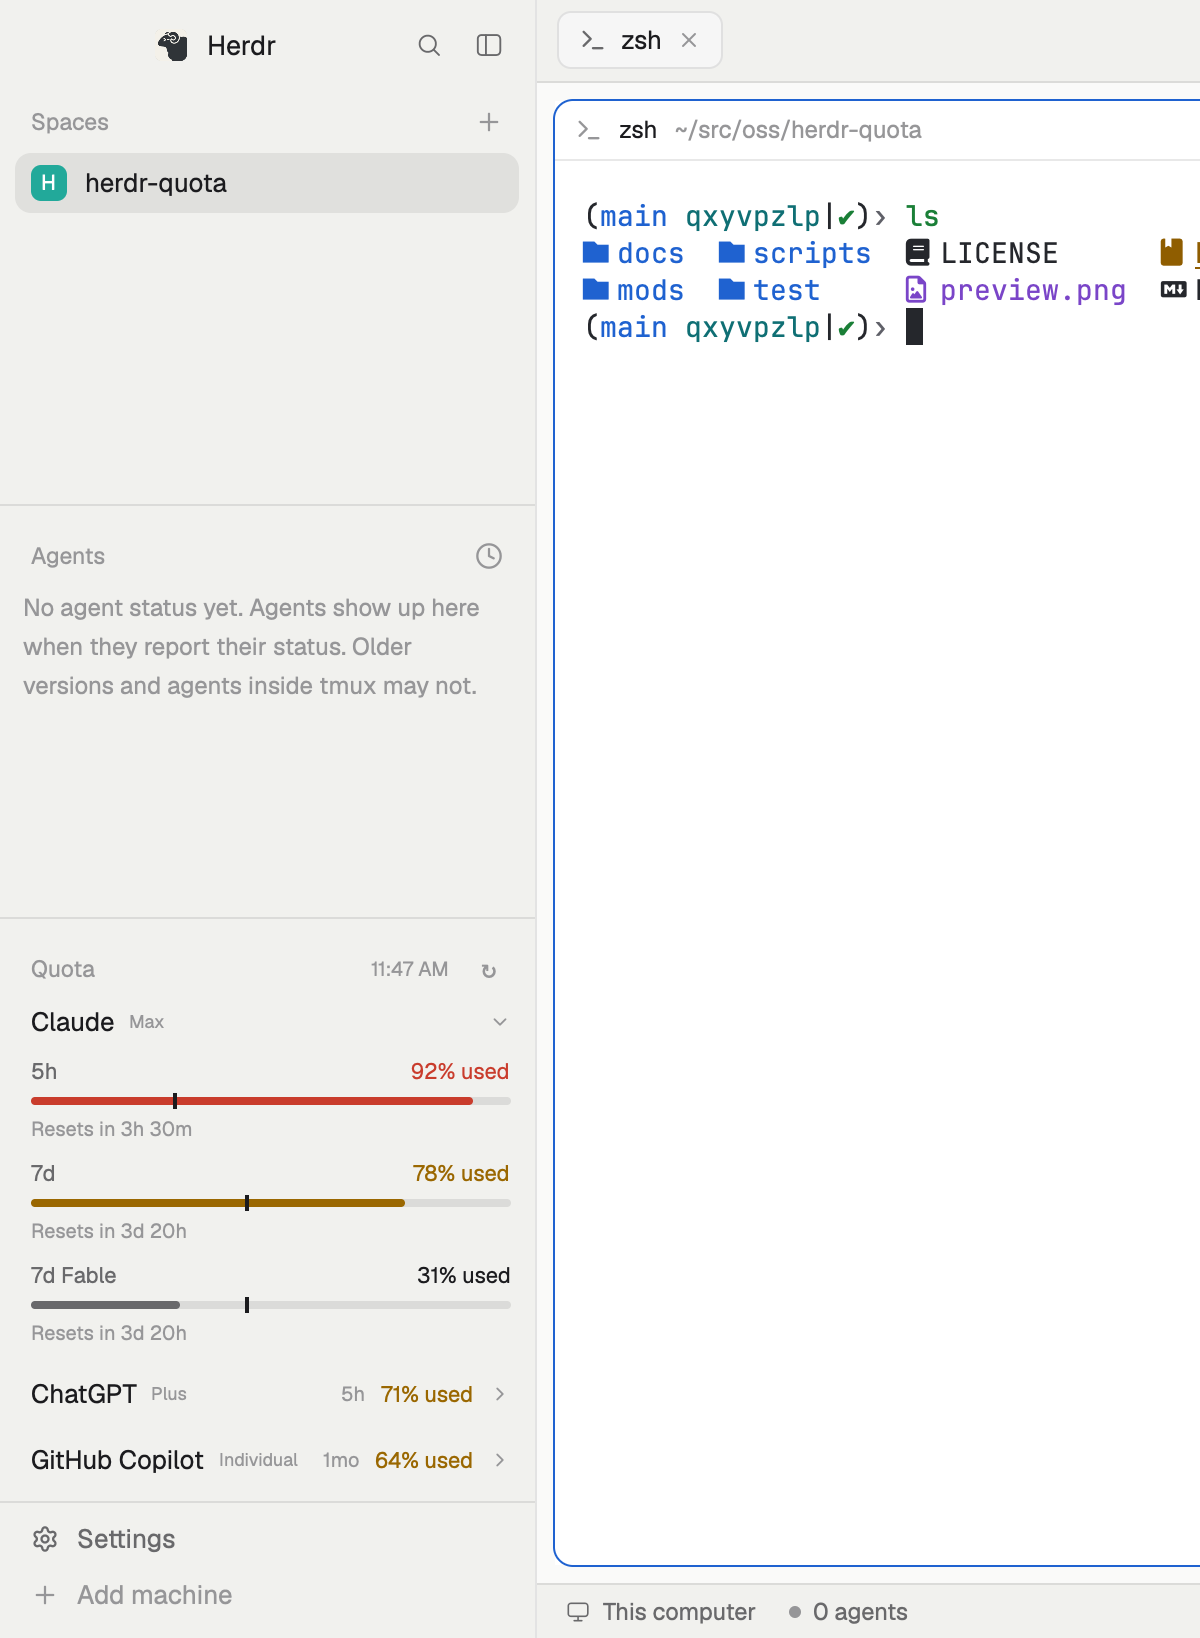 Herdr
Spaces
H herdr-quota
Agents
No agent status yet. Agents show up here
when they report their status. Older
versions and agents inside tmux may not.
Quota 11:47 AM
Claude Max
5h 92% used
Resets in 3h 30m
7d 78% used
Resets in 3d 20h
7d Fable 31% used
Resets in 3d 20h
ChatGPT Plus 5h 71% used
GitHub Copilot Individual 1mo 64% used
Settings
Add machine
zsh
zsh ~/src/oss/herdr-quota
(main qxyvpzlp|✔)› ls
docs scripts LICENSE
mods test preview.png
(main qxyvpzlp|✔)›
This computer 0 agents